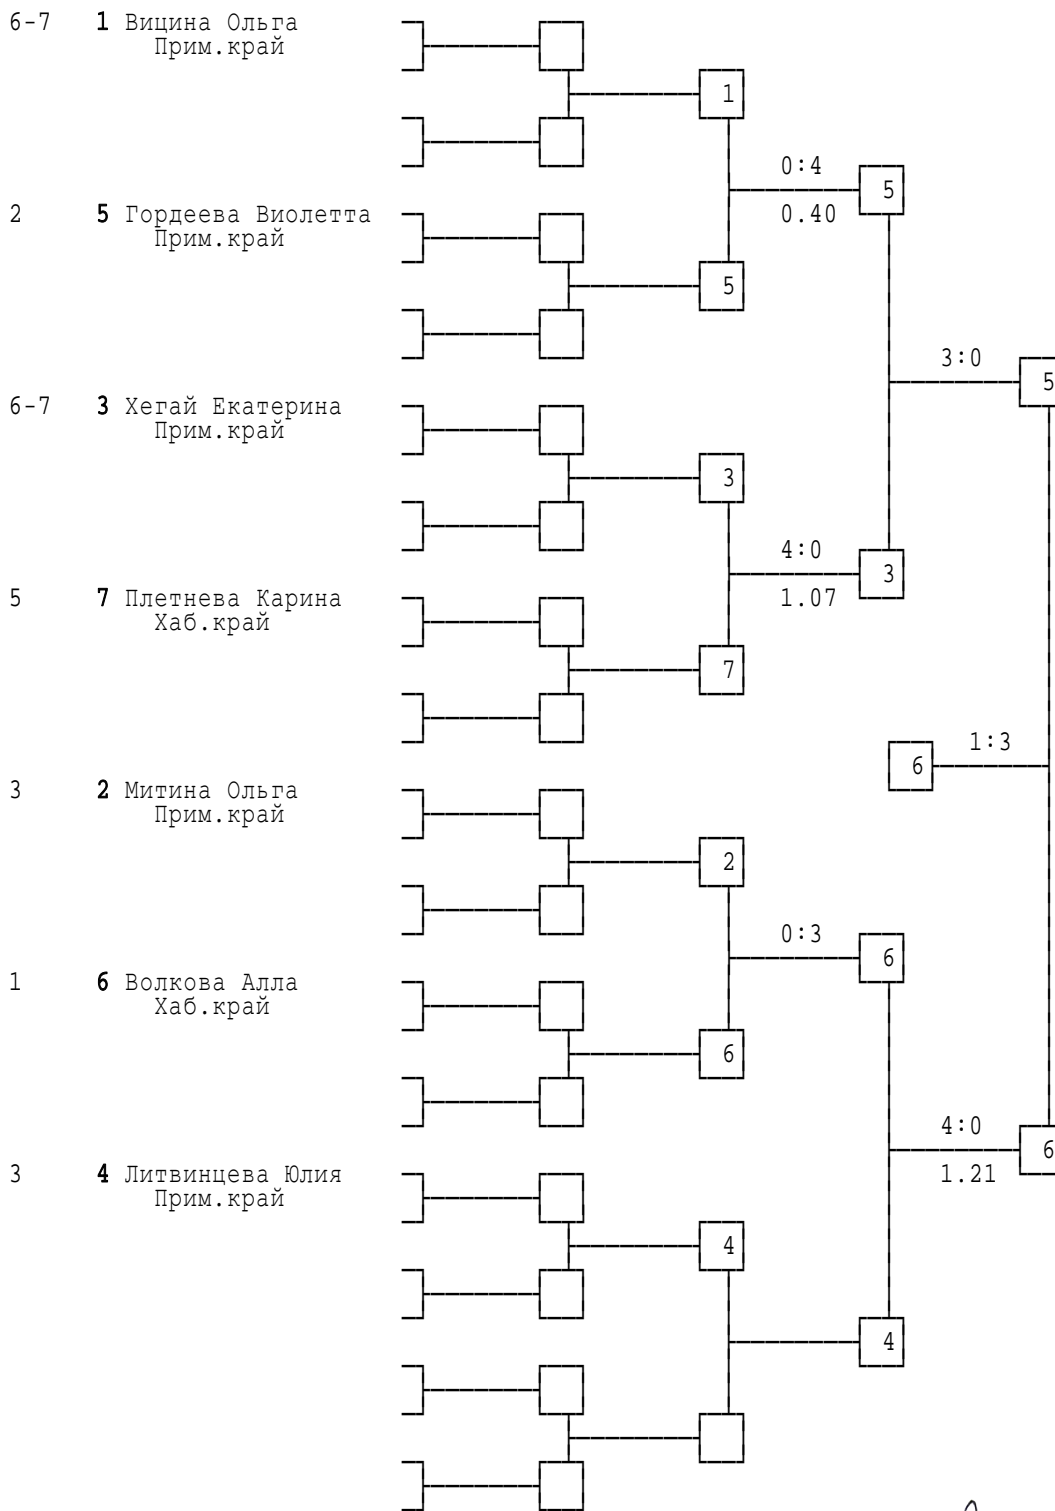 6-7 1 Вицина Ольга
Прим.край
1
0:4
5
2 5 Гордеева Виолетта 0.40
Прим.край
5
3:0
5
6-7 3 Хегай Екатерина
Прим.край
3
4:0
3
5 7 Плетнева Карина 1.07
Хаб.край
7
1:3
6
3 2 Митина Ольга
Прим.край
2
0:3
6
1 6 Волкова Алла
Хаб.край
6
4:0
6
3 4 Литвинцева Юлия 1.21
Прим.край
4
4